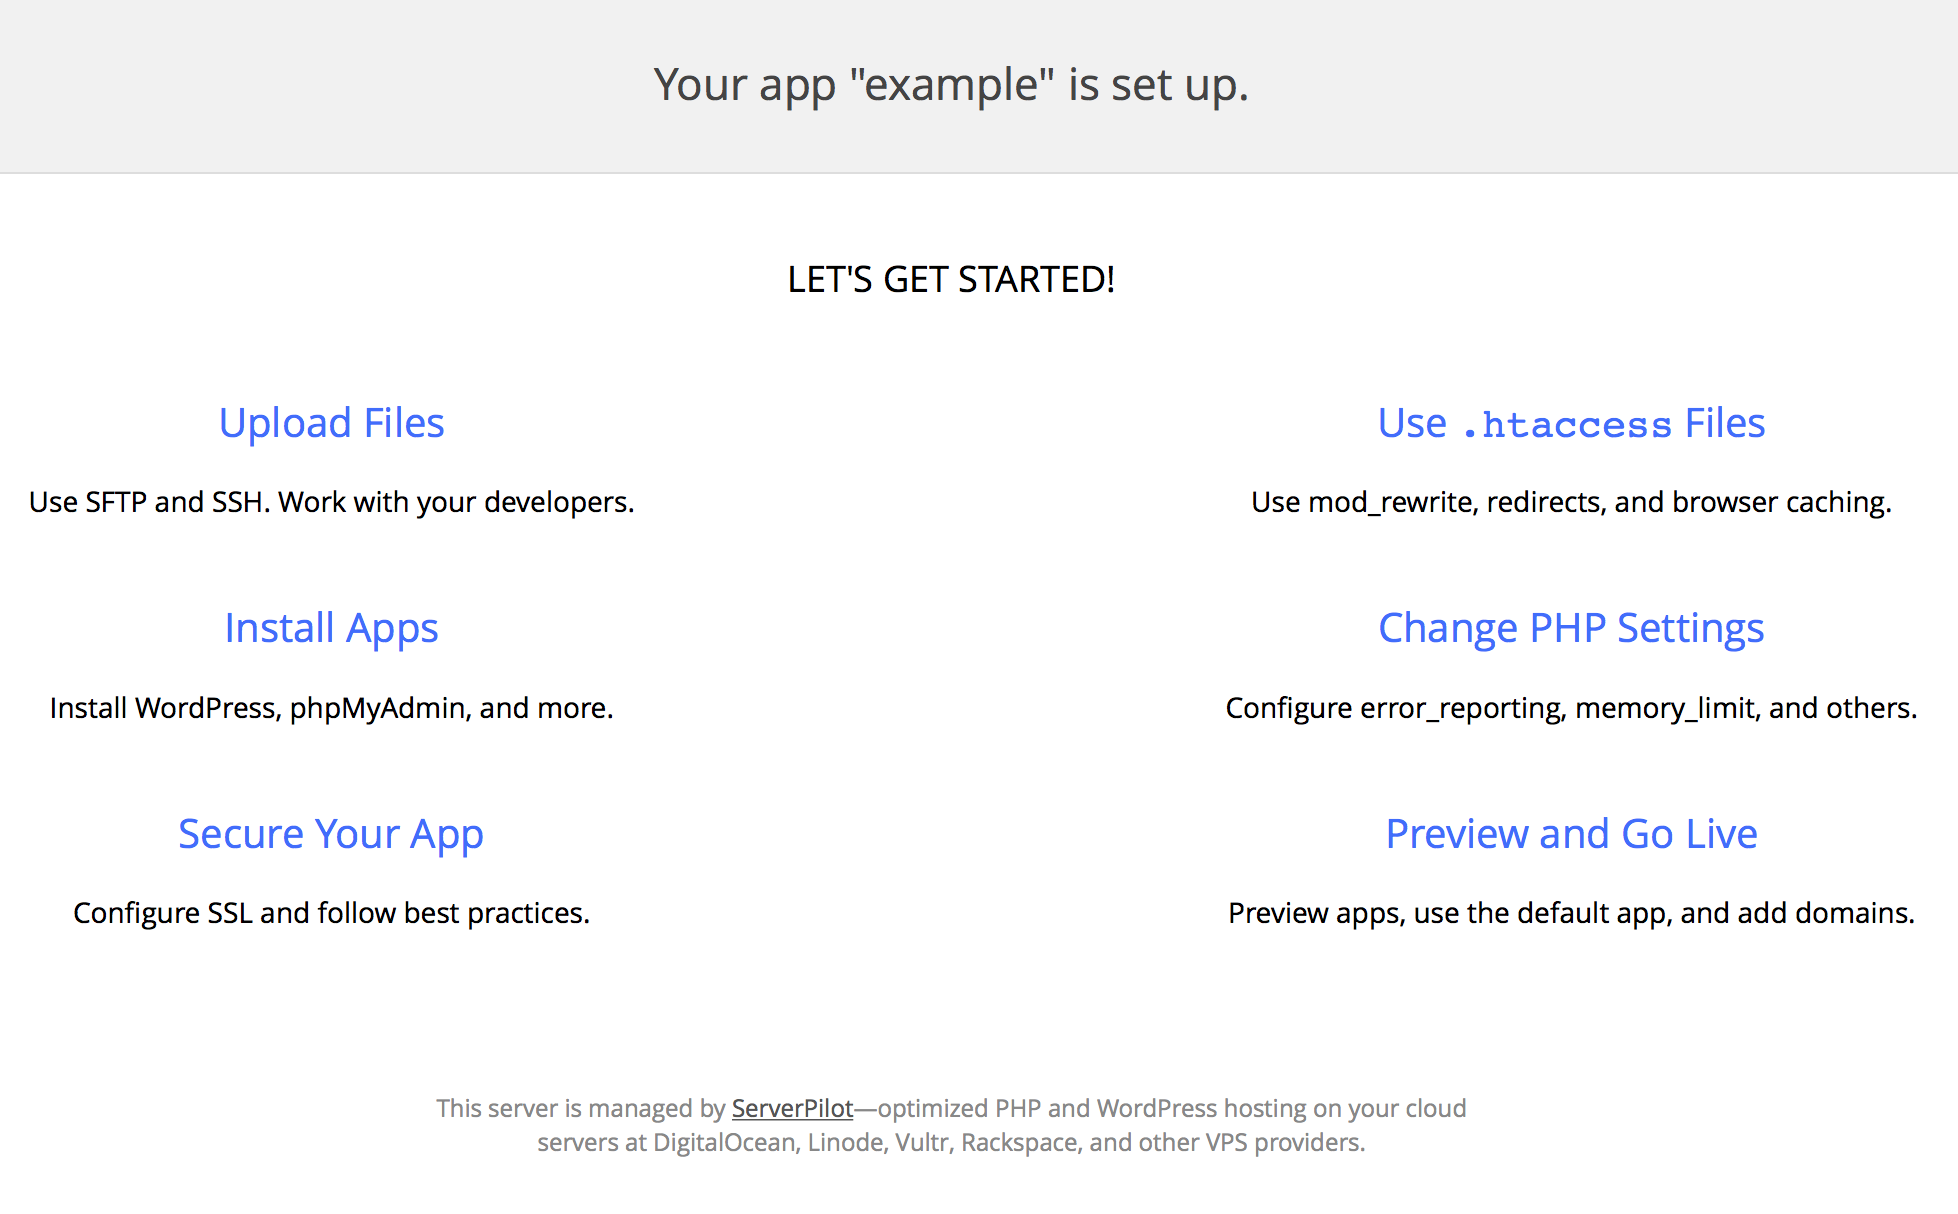 Your app "example" is set up.
LET'S GET STARTED!
Upload Files
Use SFTP and SSH. Work with your developers.
Use .htaccess Files
Use mod_rewrite, redirects, and browser caching.
Install Apps
Install WordPress, phpMyAdmin, and more.
Change PHP Settings
Configure error_reporting, memory_limit, and others.
Secure Your App
Configure SSL and follow best practices.
Preview and Go Live
Preview apps, use the default app, and add domains.
This server is managed by ServerPilot—optimized PHP and WordPress hosting on your cloud
servers at DigitalOcean, Linode, Vultr, Rackspace, and other VPS providers.